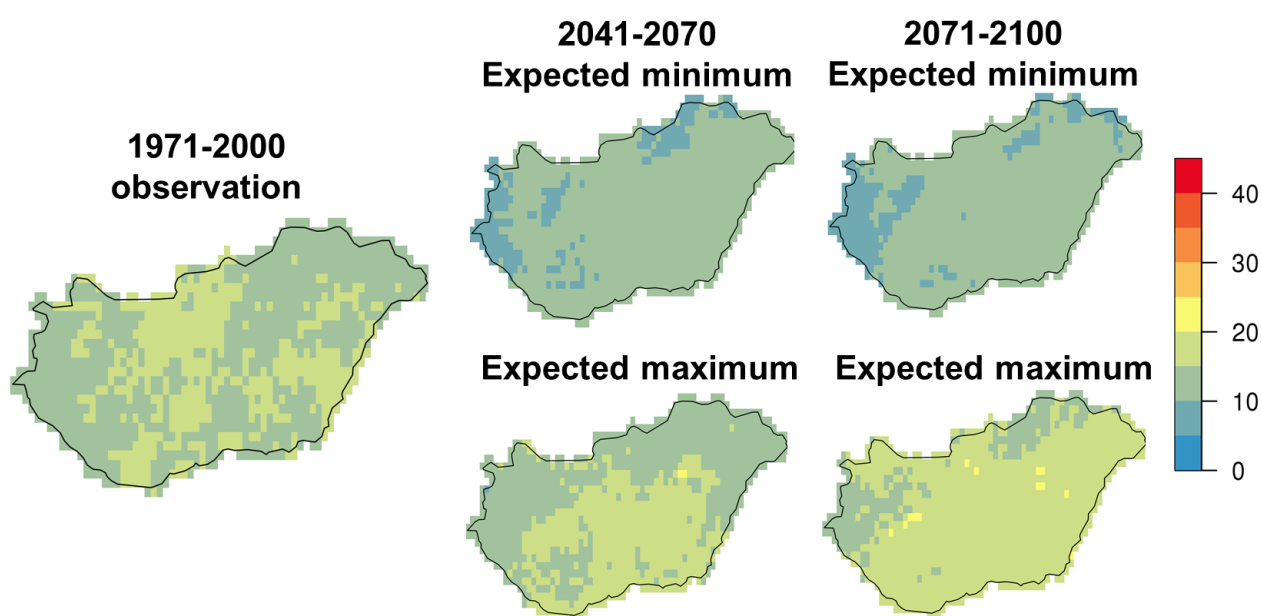 2041-2070
Expected minimum
2071-2100
Expected minimum
1971-2000
observation
Expected maximum
Expected maximum
40
30
20
10
0